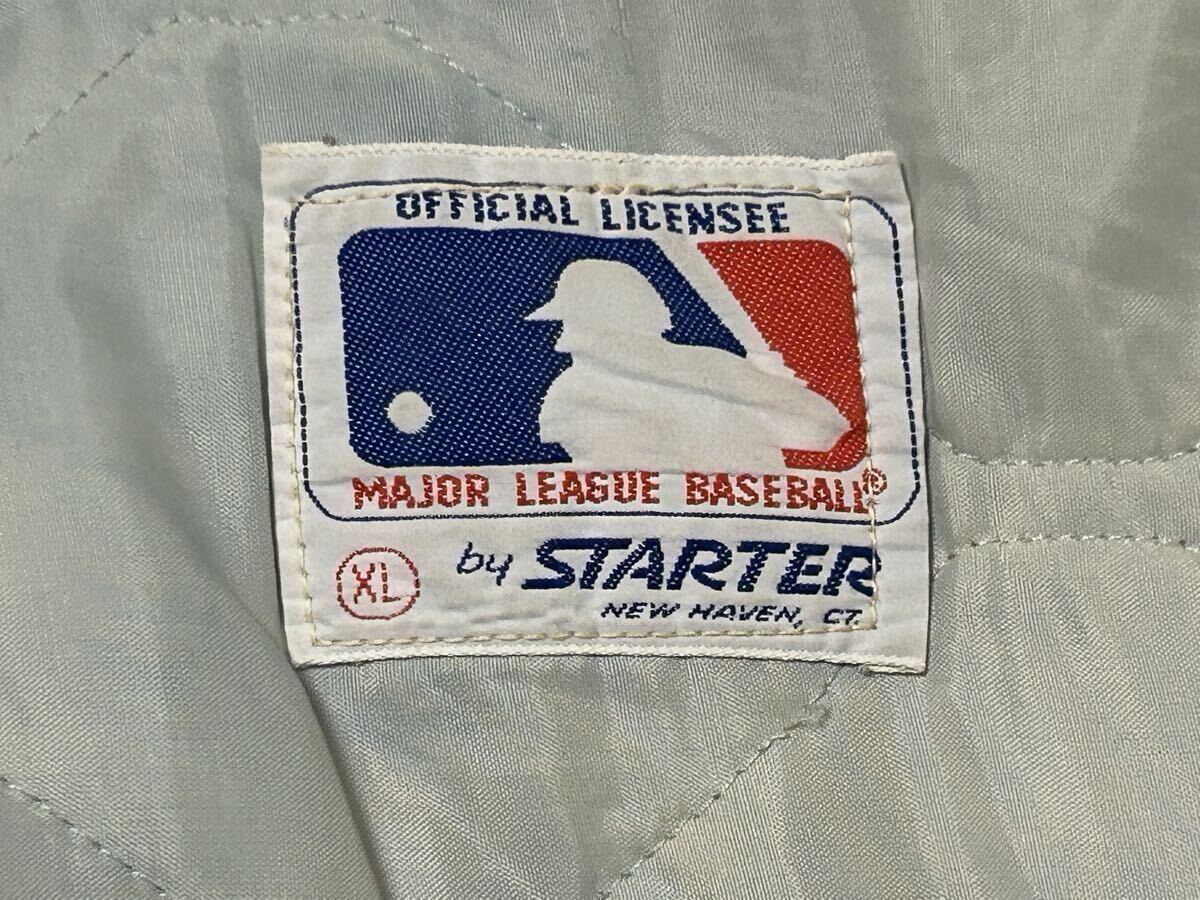 OFFICIAL LICENSEE
MAJOR LEAGUE BASEBALL®
XL by STARTER
NEW HAVEN, CT.